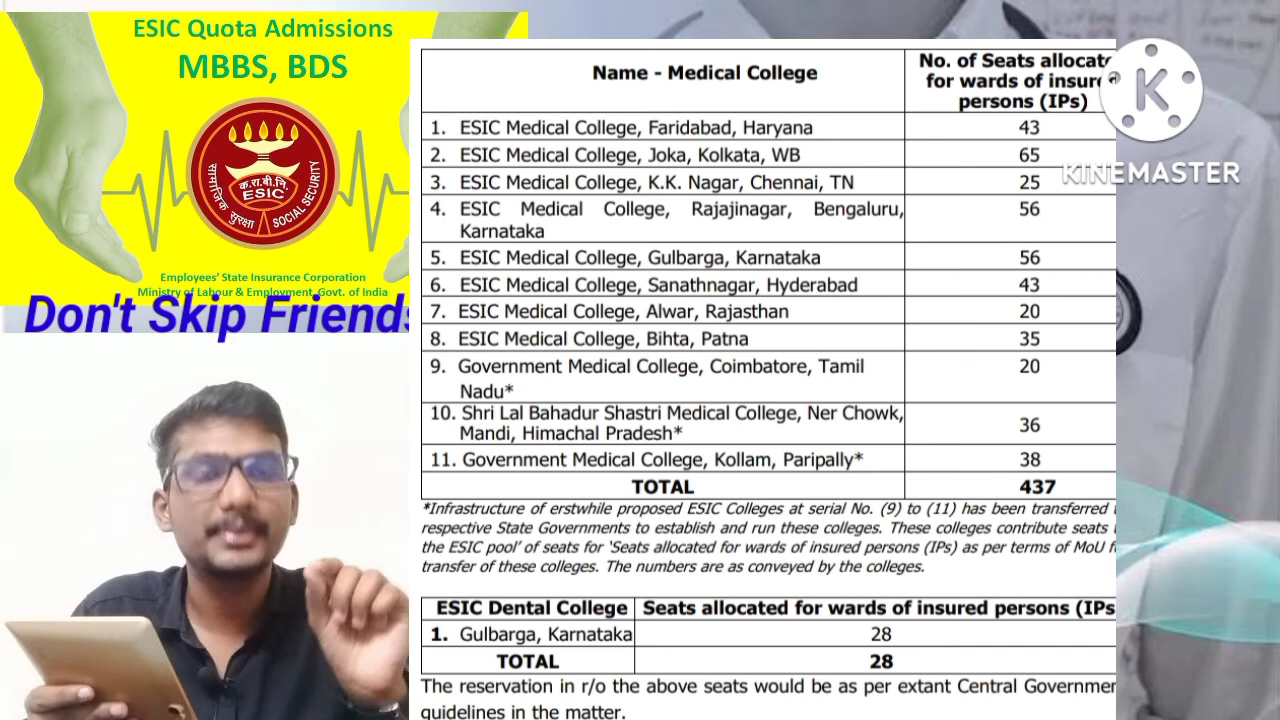 ESIC Quota Admissions
MBBS, BDS
सामाजिक सुरक्षा
क.रा.बी.नि.
ESIC
SOCIAL SECURITY
Employees' State Insurance Corporation
Ministry of Labour & Employment, Govt. of India
Don't Skip Friends
Name - Medical College
No. of Seats allocate
for wards of insured
persons (IPs)
1. ESIC Medical College, Faridabad, Haryana 43
2. ESIC Medical College, Joka, Kolkata, WB 65
3. ESIC Medical College, K.K. Nagar, Chennai, TN 25
4. ESIC Medical College, Rajajinagar, Bengaluru, 56
Karnataka
5. ESIC Medical College, Gulbarga, Karnataka 56
6. ESIC Medical College, Sanathnagar, Hyderabad 43
7. ESIC Medical College, Alwar, Rajasthan 20
8. ESIC Medical College, Bihta, Patna 35
9. Government Medical College, Coimbatore, Tamil 20
Nadu*
10. Shri Lal Bahadur Shastri Medical College, Ner Chowk,
Mandi, Himachal Pradesh* 36
11. Government Medical College, Kollam, Paripally* 38
TOTAL 437
*Infrastructure of erstwhile proposed ESIC Colleges at serial No. (9) to (11) has been transferred
respective State Governments to establish and run these colleges. These colleges contribute seats
the ESIC pool' of seats for 'Seats allocated for wards of insured persons (IPs) as per terms of MoU
transfer of these colleges. The numbers are as conveyed by the colleges.
ESIC Dental College Seats allocated for wards of insured persons (IPs
1. Gulbarga, Karnataka 28
TOTAL 28
The reservation in r/o the above seats would be as per extant Central Governmen
guidelines in the matter.
K
KINEMASTER